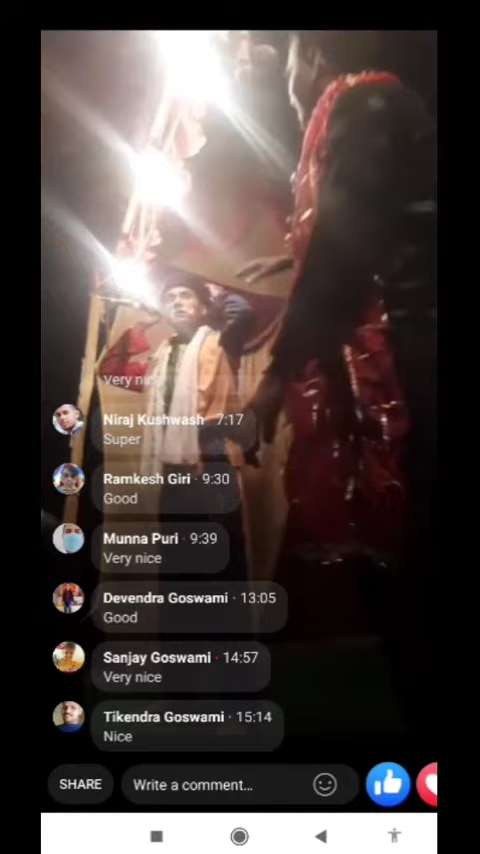 Very nice
Niraj Kushwash 7:17
Super
Ramkesh Giri · 9:30
Good
Munna Puri · 9:39
Very nice
Devendra Goswami · 13:05
Good
Sanjay Goswami · 14:57
Very nice
Tikendra Goswami · 15:14
Nice
SHARE
Write a comment...